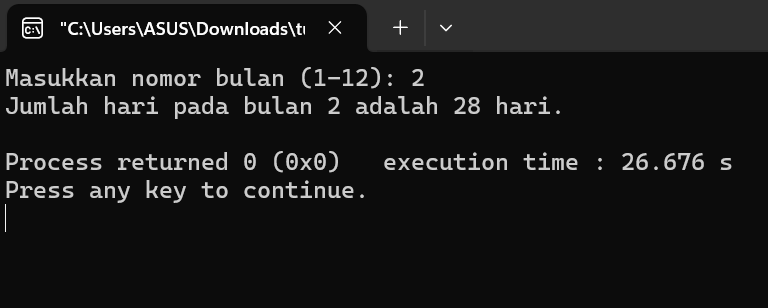 "C:\Users\ASUS\Downloads\tu
Masukkan nomor bulan (1-12): 2
Jumlah hari pada bulan 2 adalah 28 hari.
Process returned 0 (0x0)   execution time : 26.676 s
Press any key to continue.